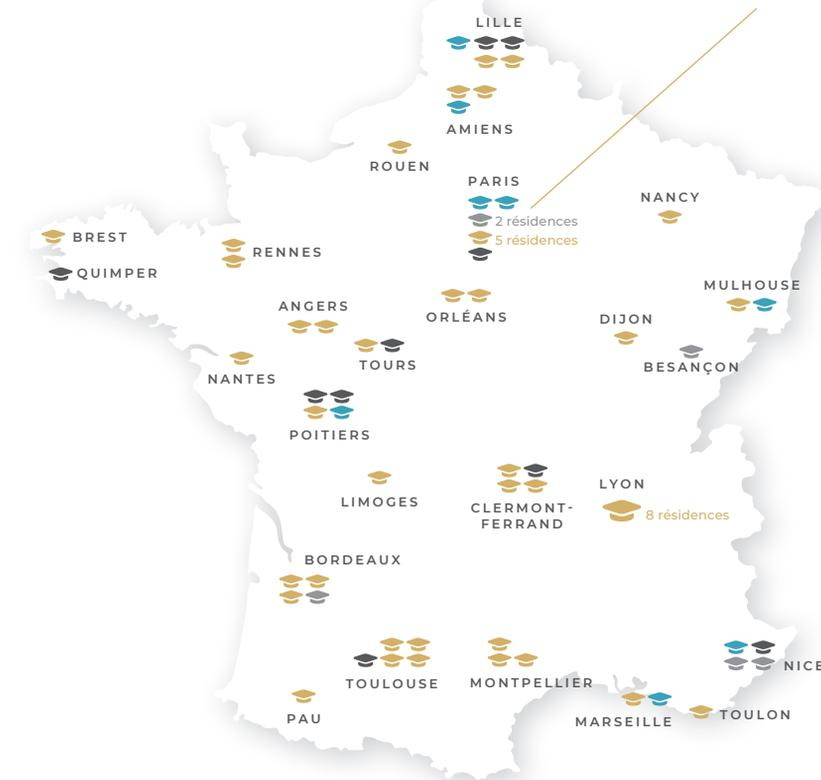 LILLE
AMIENS
ROUEN
PARIS
2 résidences
5 résidences
NANCY
BREST
RENNES
QUIMPER
MULHOUSE
ANGERS
ORLÉANS
DIJON
TOURS
BESANÇON
NANTES
POITIERS
LYON
LIMOGES
CLERMONT-
FERRAND
8 résidences
BORDEAUX
NICE
TOULOUSE
MONTPELLIER
PAU
MARSEILLE
TOULON